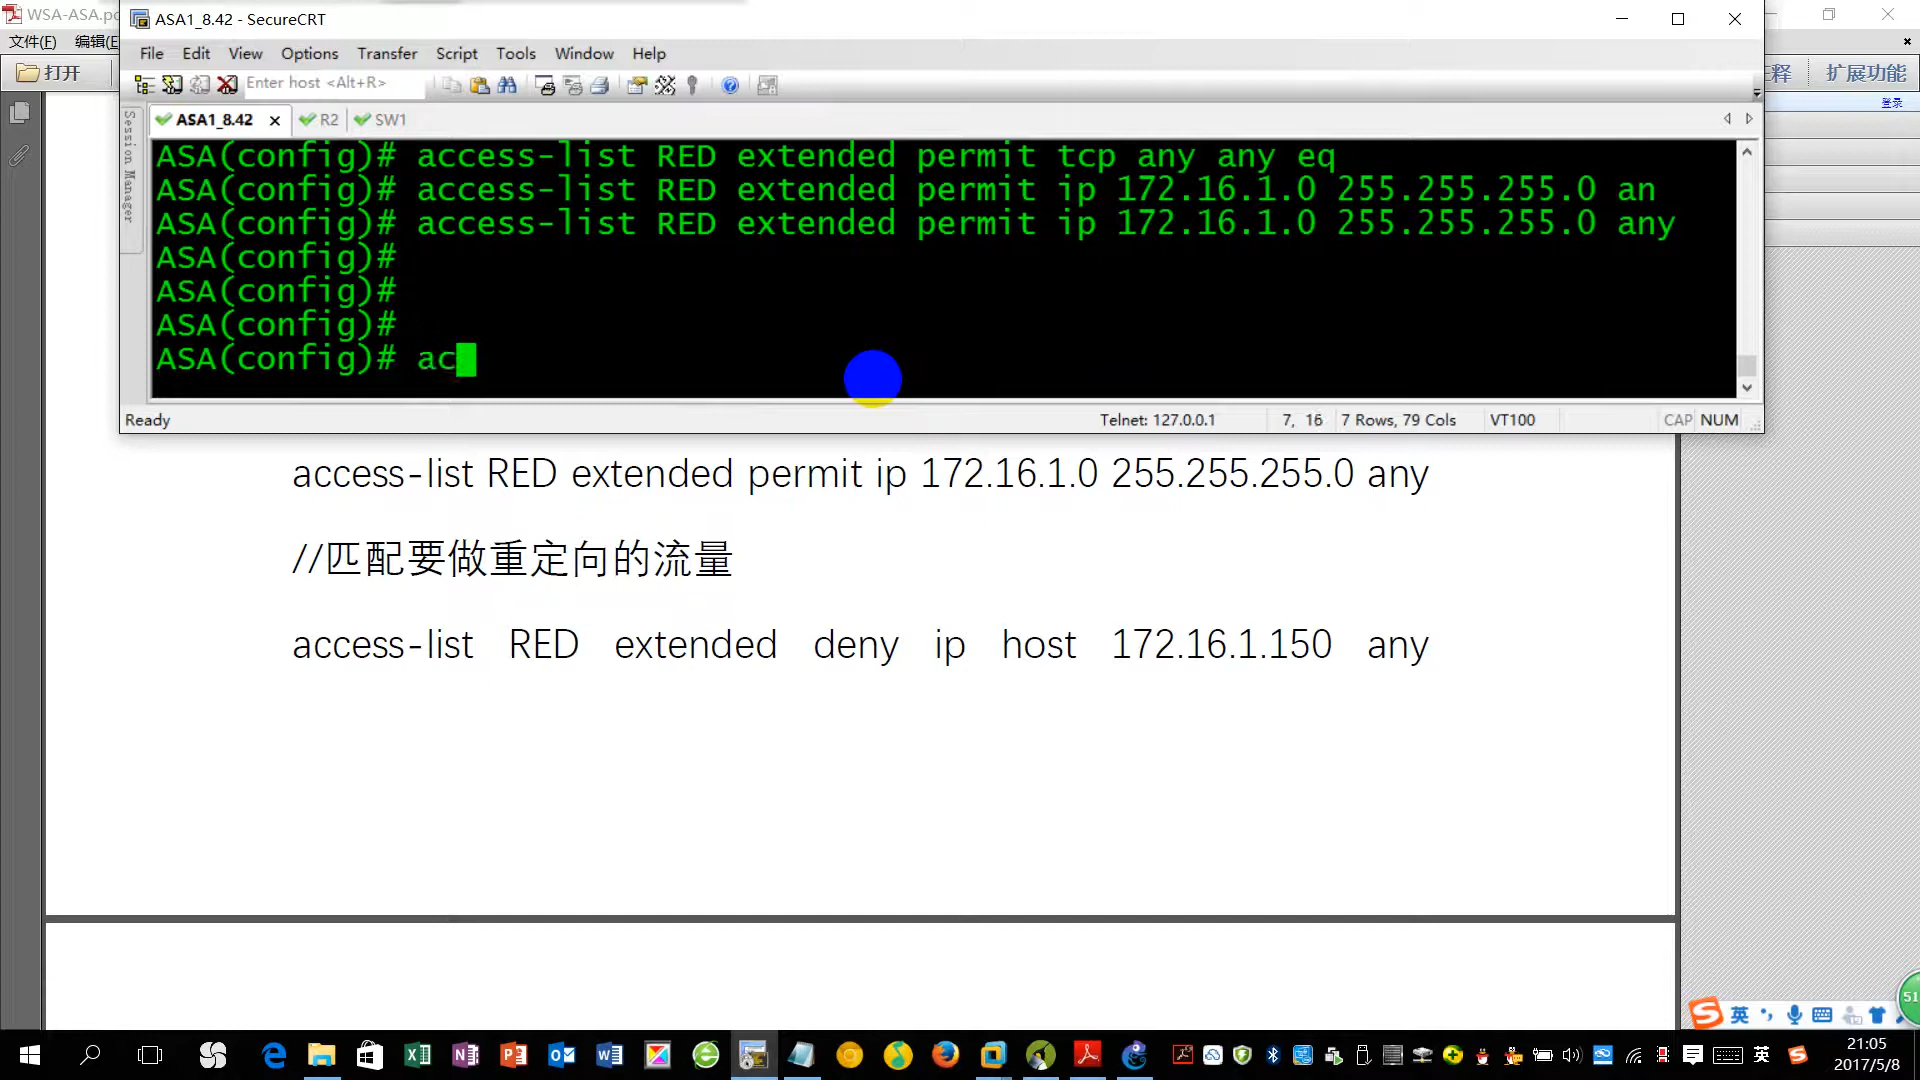 WSA-ASA.pc
ASA1_8.42 - SecureCRT
文件(F) 编辑(E
File Edit View Options Transfer Script Tools Window Help
打开
Enter host <Alt+R>
释 扩展功能
登录
ASA1_8.42 R2 SW1
Session Manager
ASA(config)# access-list RED extended permit tcp any any eq
ASA(config)# access-list RED extended permit ip 172.16.1.0 255.255.255.0 an
ASA(config)# access-list RED extended permit ip 172.16.1.0 255.255.255.0 any
ASA(config)#
ASA(config)#
ASA(config)#
ASA(config)# ac
Ready Telnet: 127.0.0.1 7, 16 7 Rows, 79 Cols VT100 CAP NUM
access-list RED extended permit ip 172.16.1.0 255.255.255.0 any
//匹配要做重定向的流量
access-list RED extended deny ip host 172.16.1.150 any
51
英
英
21:05
2017/5/8